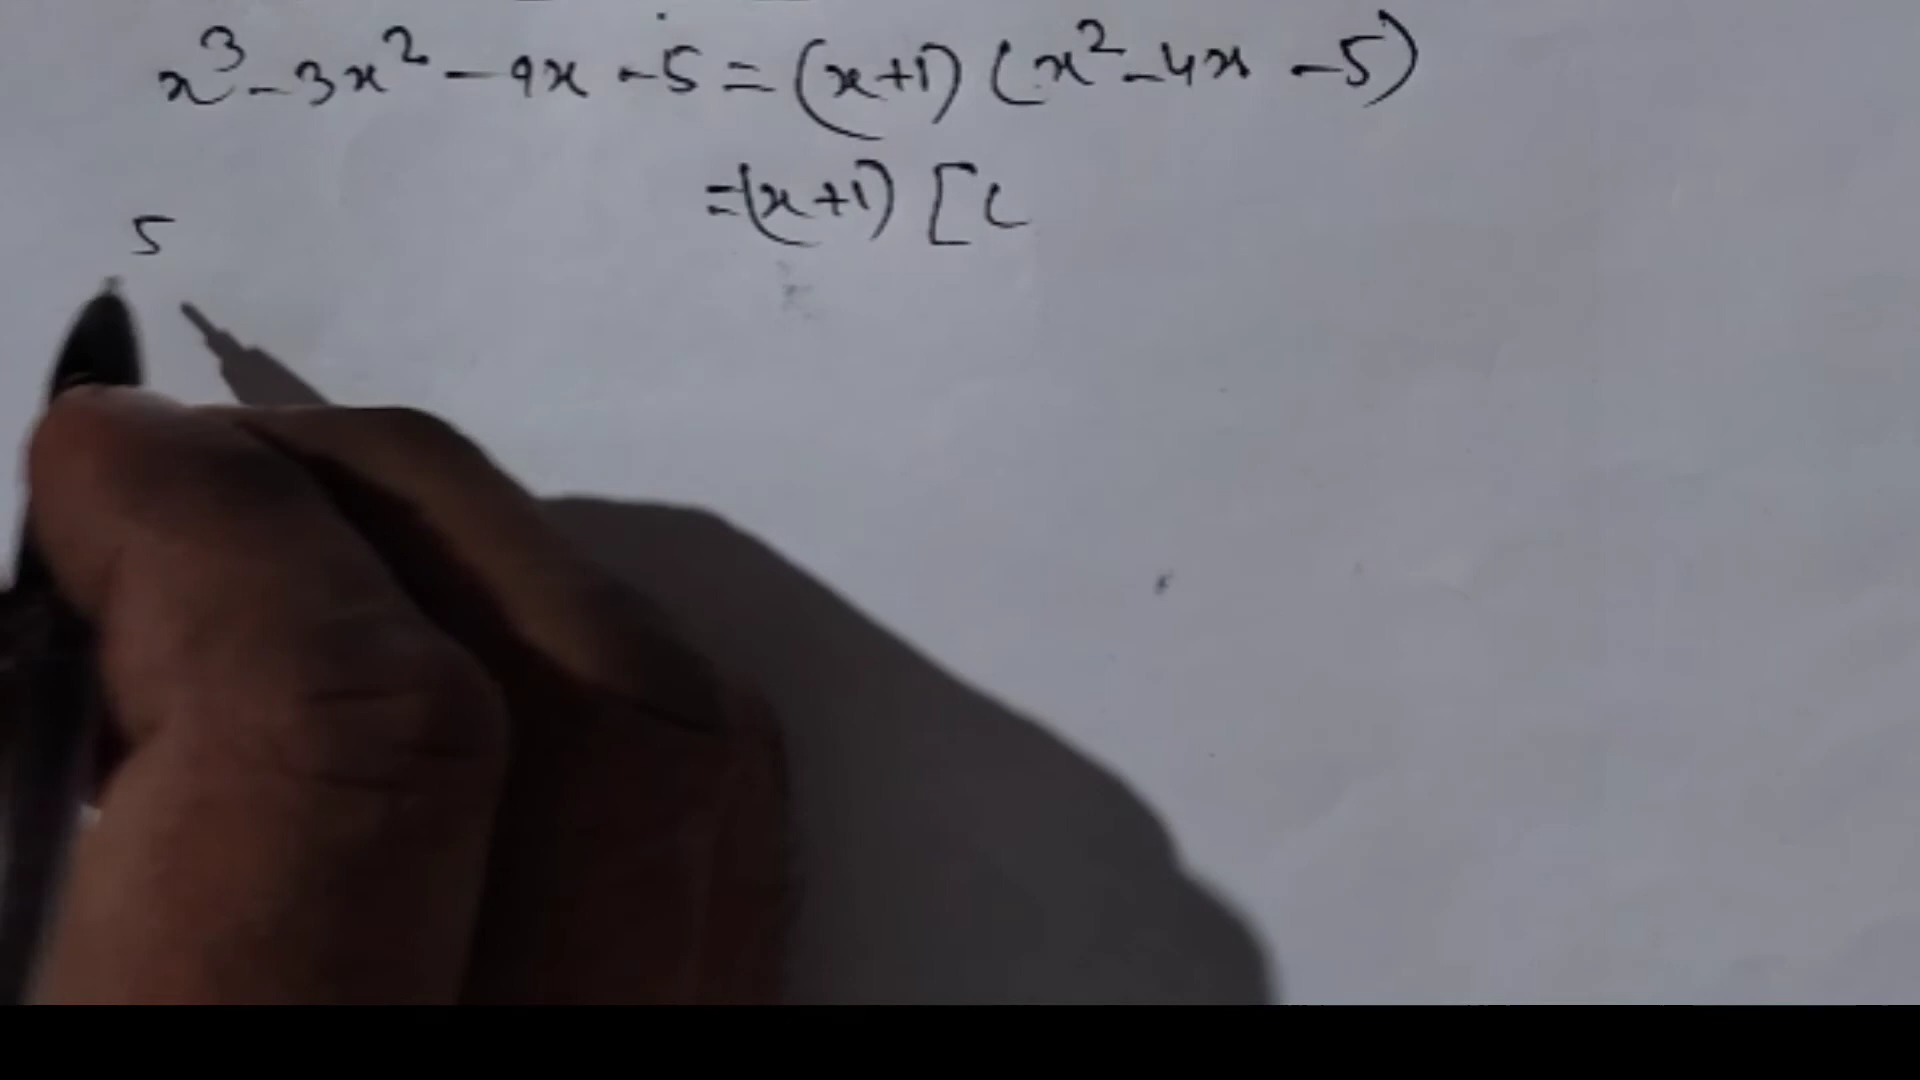 x³ - 3x² - 9x - 5 = (x+1) (x² - 4x - 5)
= (x+1) [(
5